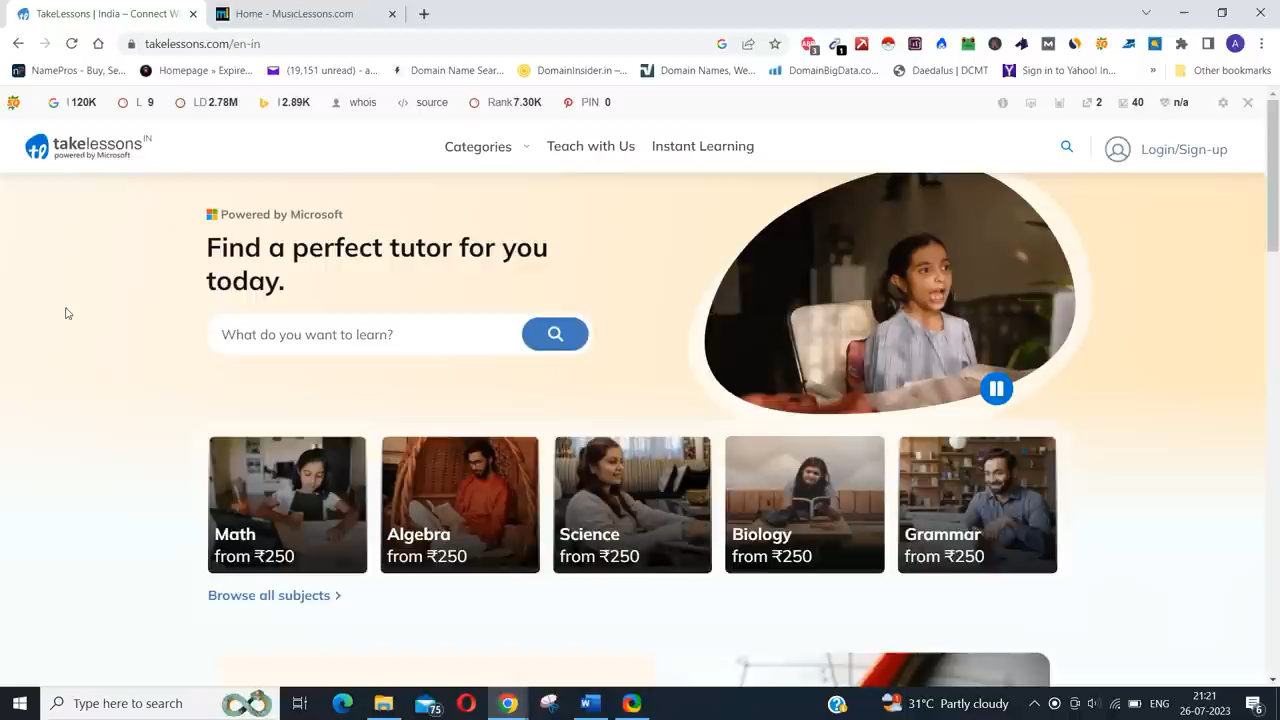 TakeLessons | India – Connect W
Home - MusicLessons.com
takelessons.com/en-in
NamePros - Buy, Se...
Homepage » Expire...
(19,151 unread) - a...
Domain Name Sear...
DomainInsider.in –...
Domain Names, We...
DomainBigData.co...
Daedalus | DCMT
Sign in to Yahoo! In...
»
Other bookmarks
I 120K
L 9
LD 2.78M
I 2.89K
whois
source
Rank 7.30K
PIN 0
2
40
n/a
takelessons IN
powered by Microsoft
Categories
Teach with Us
Instant Learning
Login/Sign-up
Powered by Microsoft
Find a perfect tutor for you
today.
What do you want to learn?
Math
from ₹250
Algebra
from ₹250
Science
from ₹250
Biology
from ₹250
Grammar
from ₹250
Browse all subjects >
Type here to search
75
31°C Partly cloudy
ENG
21:21
26-07-2023
6